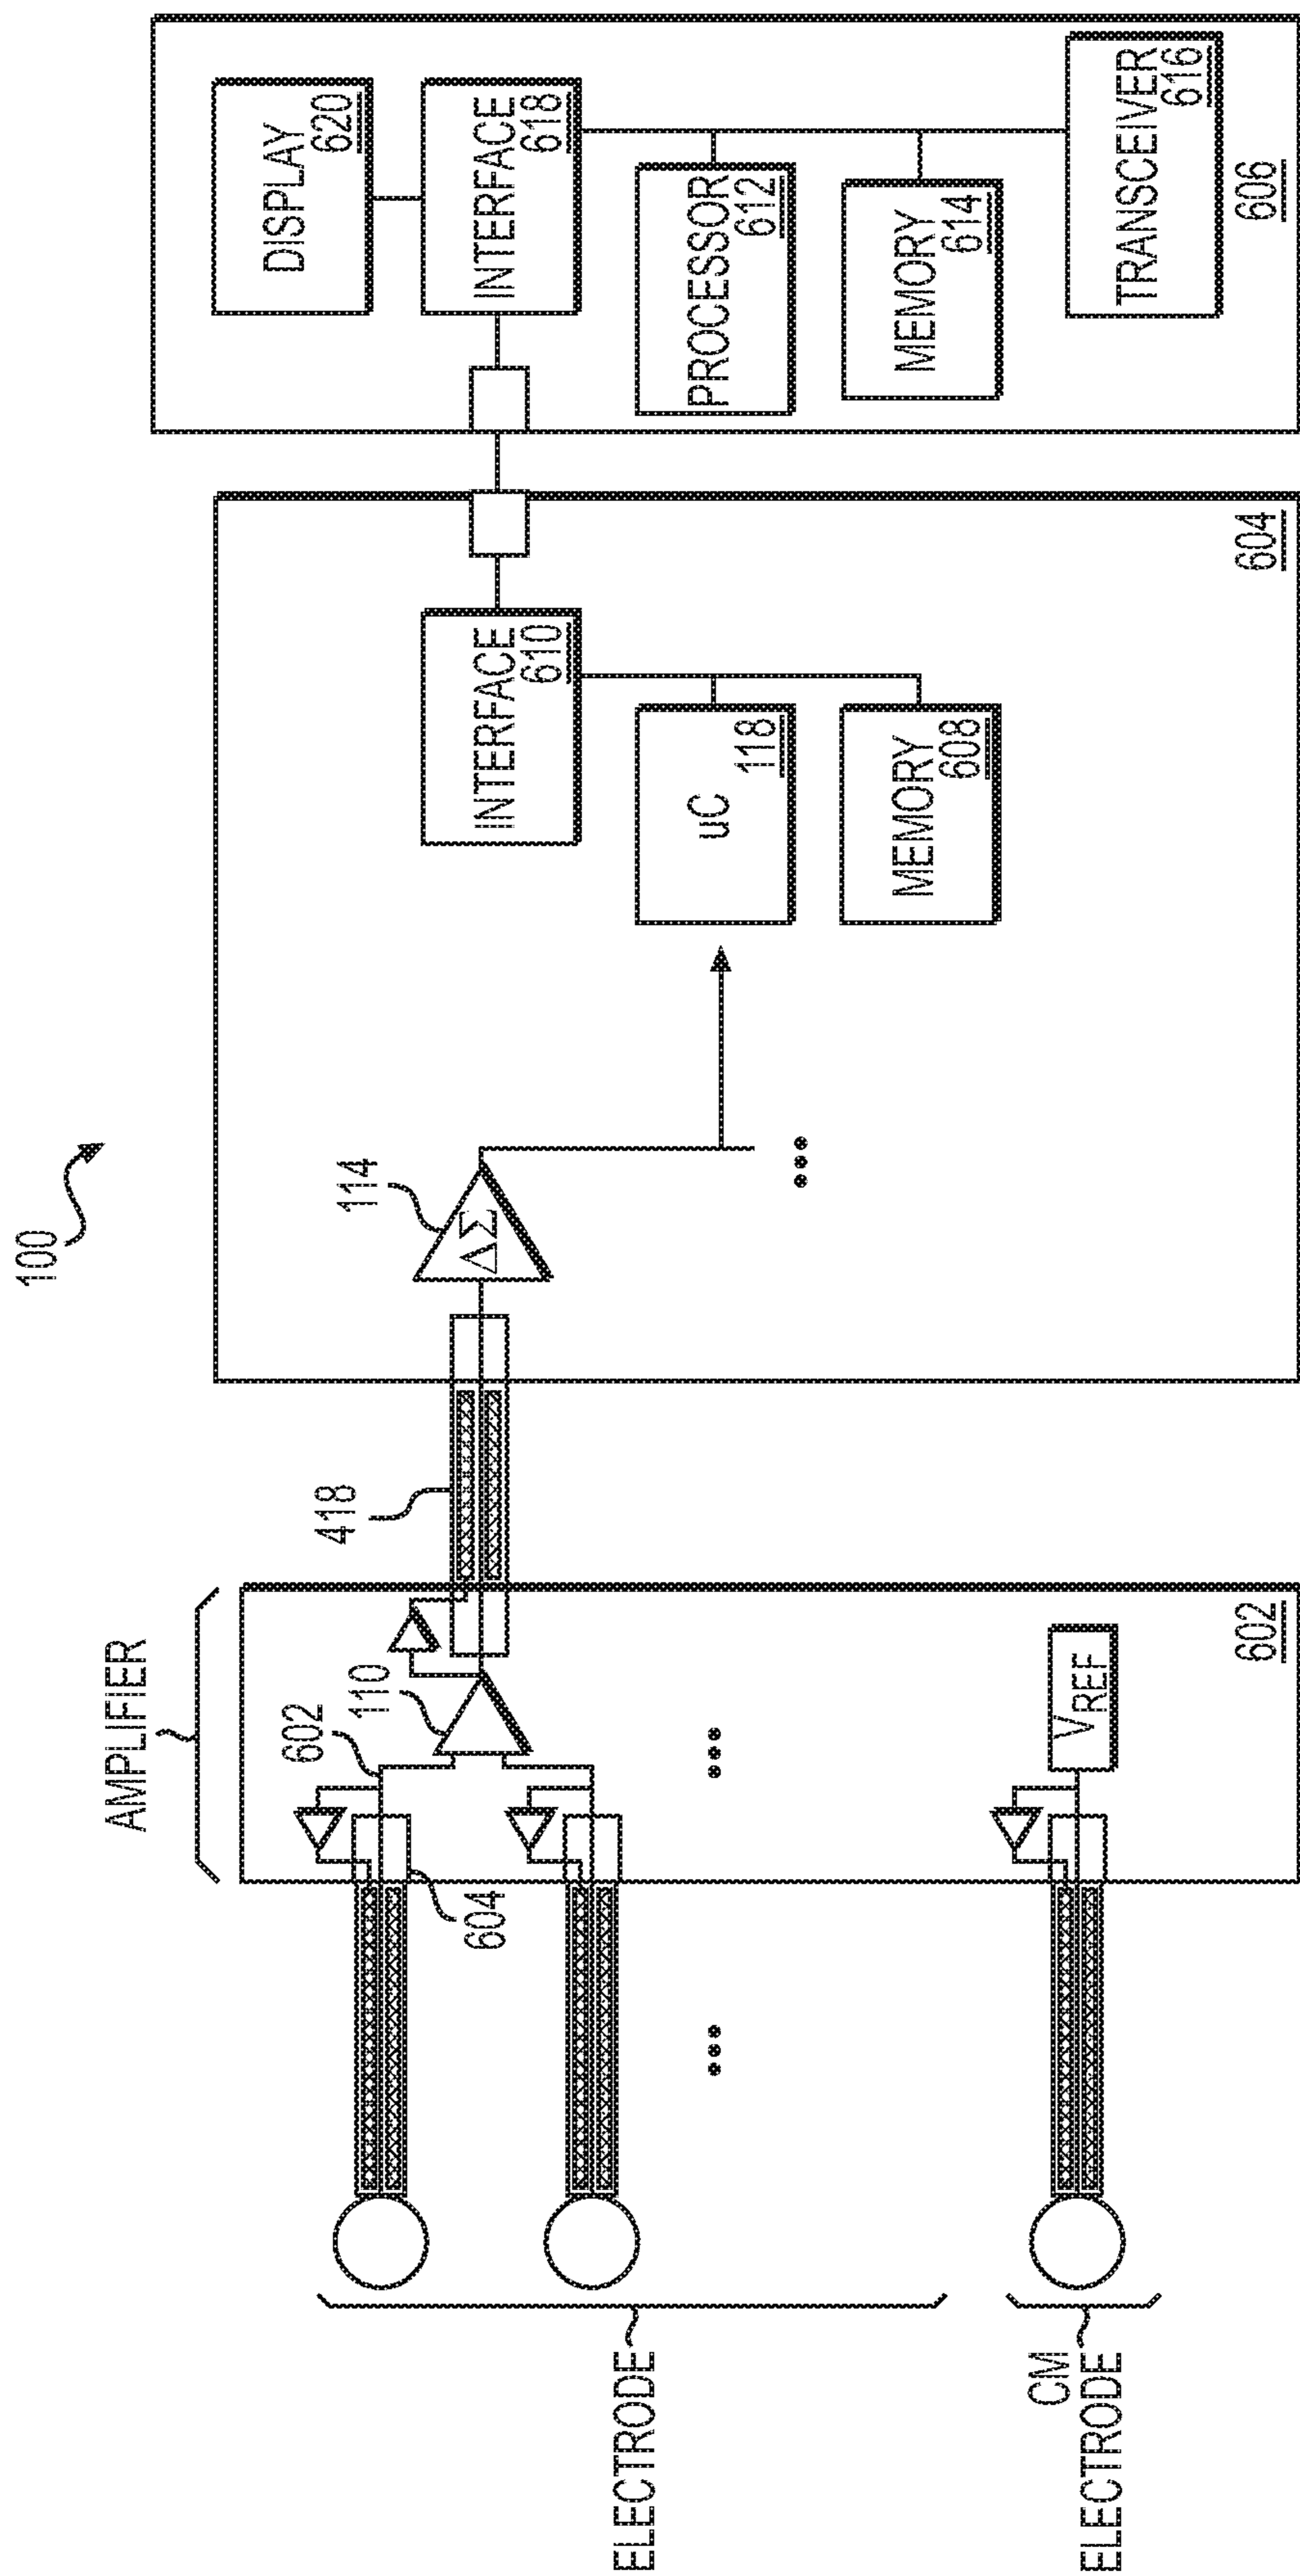 100
AMPLIFIER
602
110
604
418
114
ΔΣ
INTERFACE
610
uC
118
MEMORY
608
604
DISPLAY
620
INTERFACE
618
PROCESSOR
612
MEMORY
614
TRANSCEIVER
616
606
VREF
602
ELECTRODE
CM
ELECTRODE